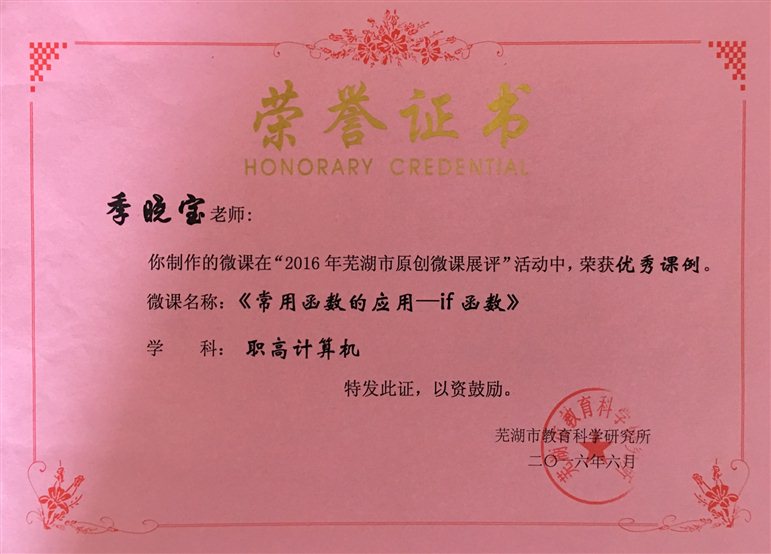 荣誉证书
HONORARY CREDENTIAL
季晓宝老师:
你制作的微课在“2016年芜湖市原创微课展评”活动中,荣获优秀课例。
微课名称:《常用函数的应用—if函数》
学 科: 职高计算机
特发此证，以资鼓励。
芜湖市教育科学研究所
二○一六年六月